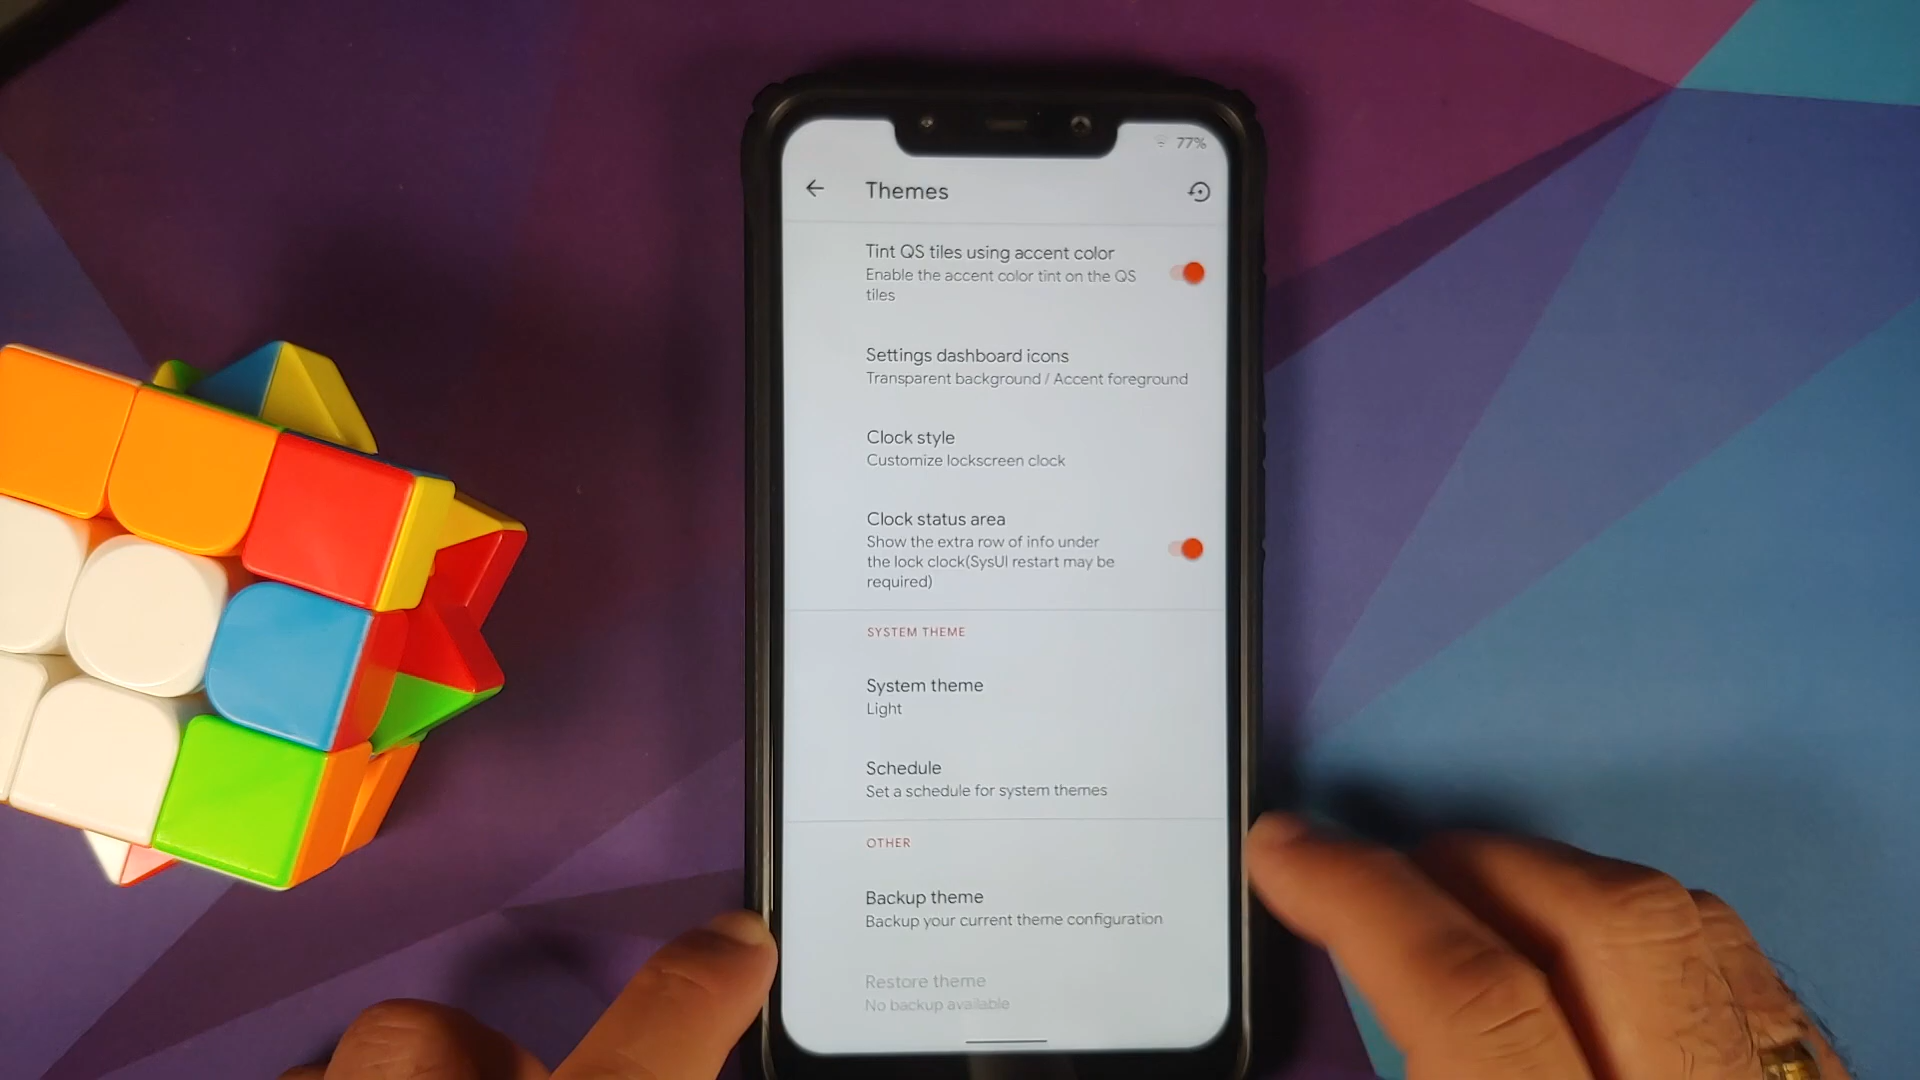 77%
Themes
Tint QS tiles using accent color
Enable the accent color tint on the QS
tiles
Settings dashboard icons
Transparent background / Accent foreground
Clock style
Customize lockscreen clock
Clock status area
Show the extra row of info under
the lock clock(SysUI restart may be
required)
SYSTEM THEME
System theme
Light
Schedule
Set a schedule for system themes
OTHER
Backup theme
Backup your current theme configuration
Restore theme
No backup available